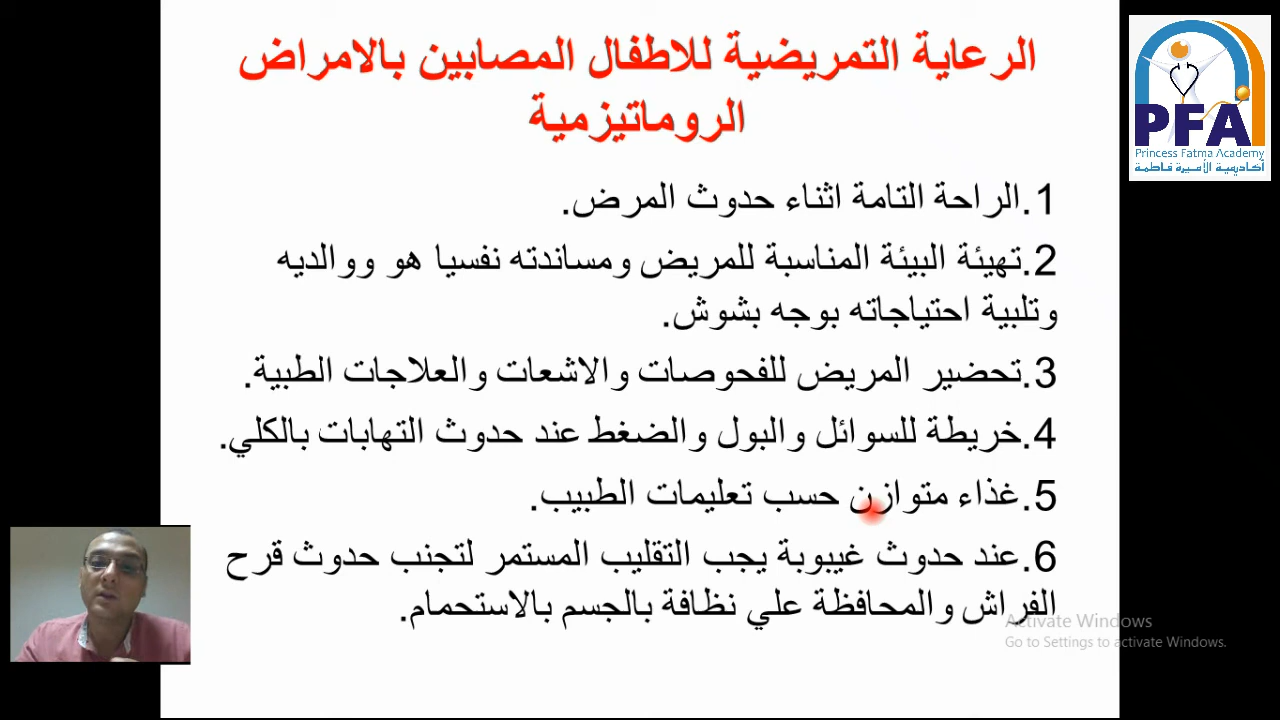 الرعاية التمريضية للاطفال المصابين بالامراض
الروماتيزمية
1.الراحة التامة اثناء حدوث المرض.
2.تهيئة البيئة المناسبة للمريض ومساندته نفسيا هو ووالديه
وتلبية احتياجاته بوجه بشوش.
3.تحضير المريض للفحوصات والاشعات والعلاجات الطبية.
4.خريطة للسوائل والبول والضغط عند حدوث التهابات بالكلي.
5.غذاء متوازن حسب تعليمات الطبيب.
6.عند حدوث غيبوبة يجب التقليب المستمر لتجنب حدوث قرح
الفراش والمحافظة علي نظافة بالجسم بالاستحمام.
PFA
Princess Fatma Academy
أكاديمية الأميرة فاطمة
Activate Windows
Go to Settings to activate Windows.